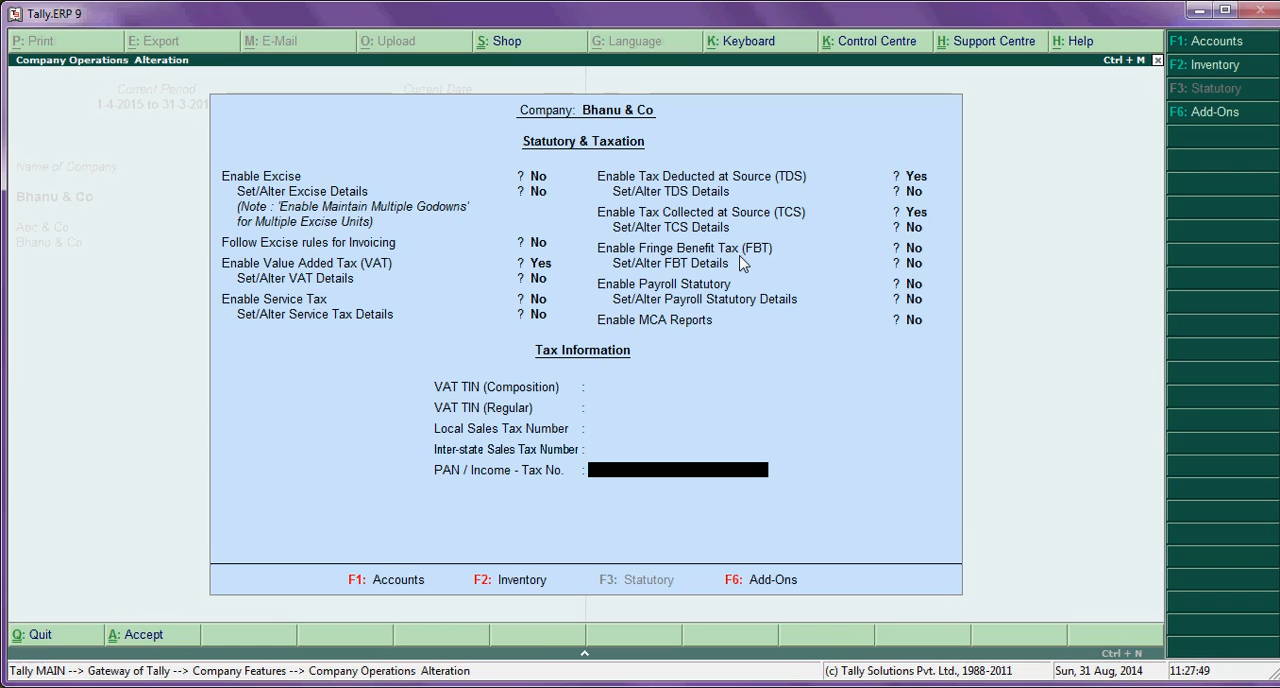 Tally.ERP 9
P: Print E: Export M: E-Mail O: Upload S: Shop G: Language K: Keyboard K: Control Centre H: Support Centre H: Help
Company Operations Alteration Ctrl + M
Current Period Current Date
1-4-2015 to 31-3-201
Name of Company
Bhanu & Co
Abc & Co
Bhanu & Co
Company: Bhanu & Co
Statutory & Taxation
Enable Excise ? No
Set/Alter Excise Details ? No
(Note : 'Enable Maintain Multiple Godowns'
for Multiple Excise Units)
Follow Excise rules for Invoicing ? No
Enable Value Added Tax (VAT) ? Yes
Set/Alter VAT Details ? No
Enable Service Tax ? No
Set/Alter Service Tax Details ? No
Enable Tax Deducted at Source (TDS) ? Yes
Set/Alter TDS Details ? No
Enable Tax Collected at Source (TCS) ? Yes
Set/Alter TCS Details ? No
Enable Fringe Benefit Tax (FBT) ? No
Set/Alter FBT Details ? No
Enable Payroll Statutory ? No
Set/Alter Payroll Statutory Details ? No
Enable MCA Reports ? No
Tax Information
VAT TIN (Composition) :
VAT TIN (Regular) :
Local Sales Tax Number :
Inter-state Sales Tax Number :
PAN / Income - Tax No. :
F1: Accounts F2: Inventory F3: Statutory F6: Add-Ons
F1: Accounts
F2: Inventory
F3: Statutory
F6: Add-Ons
Q: Quit A: Accept
Ctrl + N
Tally MAIN --> Gateway of Tally --> Company Features --> Company Operations Alteration (c) Tally Solutions Pvt. Ltd., 1988-2011 Sun, 31 Aug, 2014 11:27:49